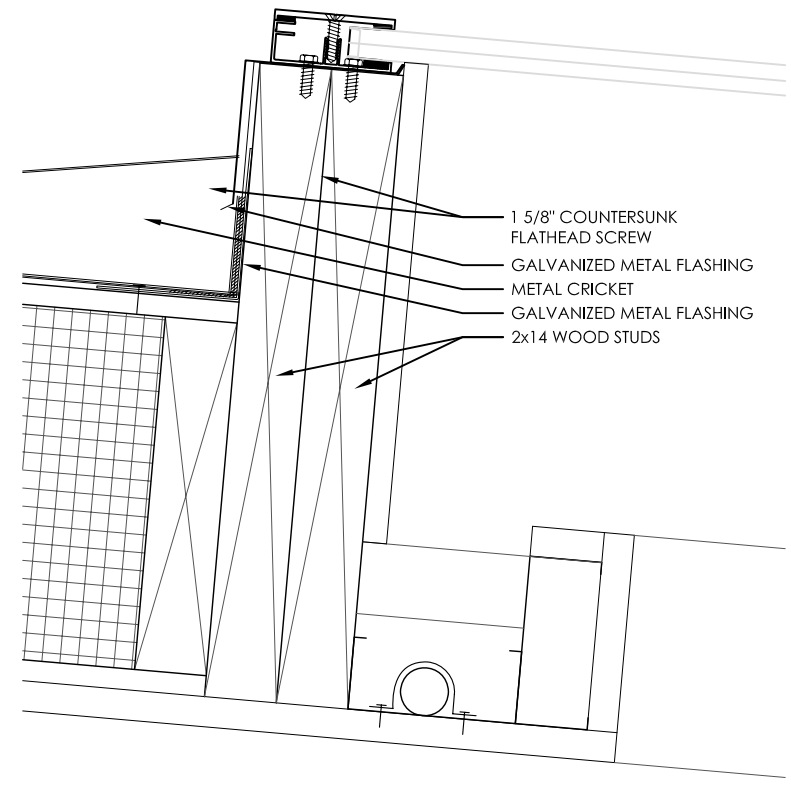 1 5/8" COUNTERSUNK
FLATHEAD SCREW
GALVANIZED METAL FLASHING
METAL CRICKET
GALVANIZED METAL FLASHING
2x14 WOOD STUDS